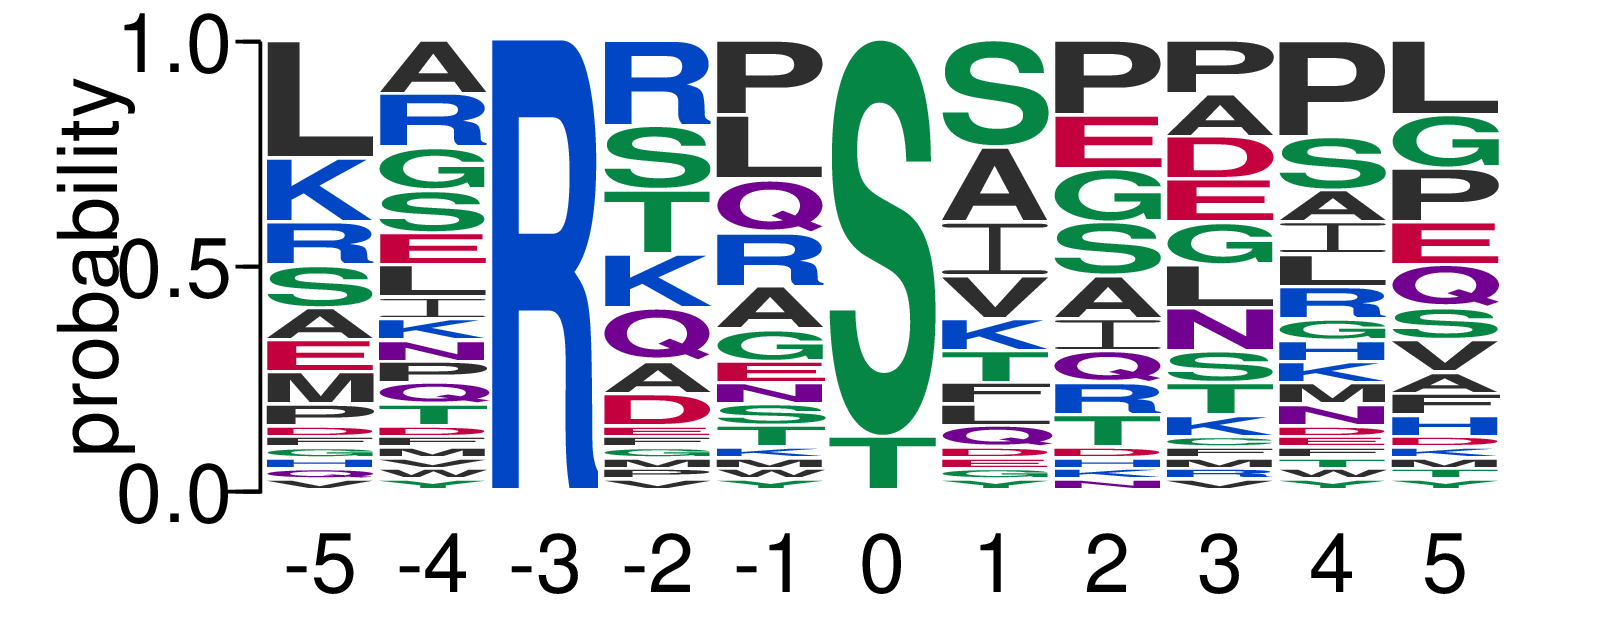 probability
1.0
0.5
0.0
L A R R P S S P P P L
K R S L T A E A S G
R G T Q I G D A P
S S K R V S E I E
A E Q A K A G L Q
E L A G T I L R S
M I D E F Q N G V
P K N L R S H A
N S Q T T K F
P T K M H
Q N
T
-5 -4 -3 -2 -1 0 1 2 3 4 5